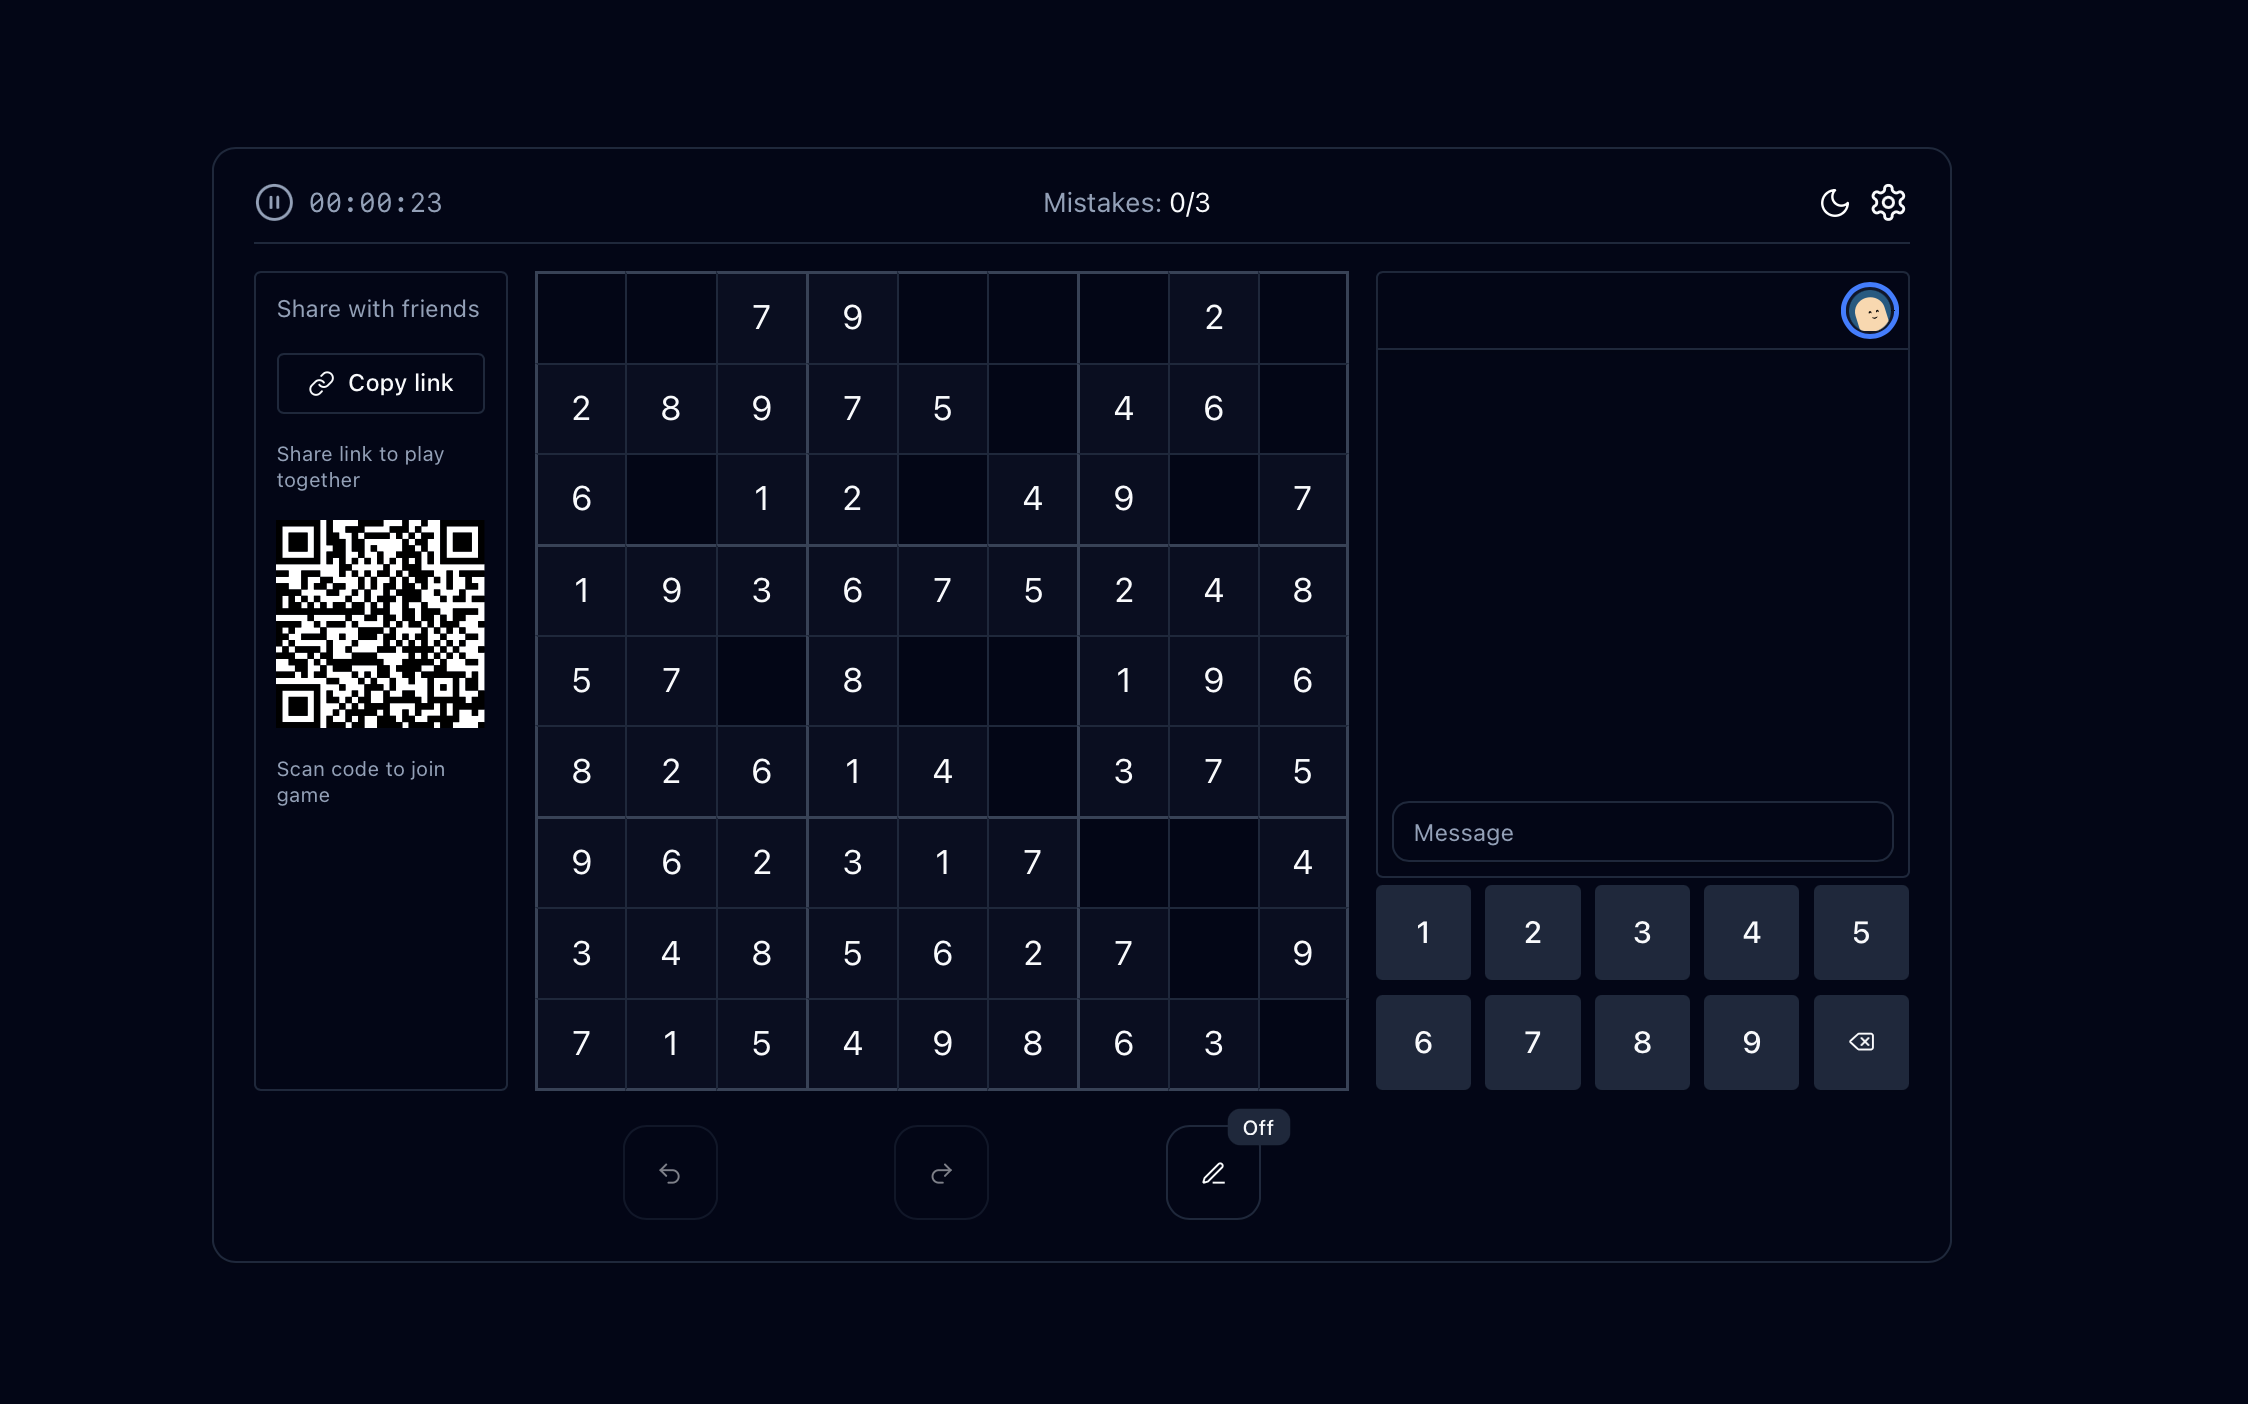 00:00:23
Mistakes: 0/3
Share with friends
Copy link
Share link to play
together
Scan code to join
game
7 9 2
2 8 9 7 5 4 6
6 1 2 4 9 7
1 9 3 6 7 5 2 4 8
5 7 8 1 9 6
8 2 6 1 4 3 7 5
9 6 2 3 1 7 4
3 4 8 5 6 2 7 9
7 1 5 4 9 8 6 3
Message
1 2 3 4 5
6 7 8 9
Off